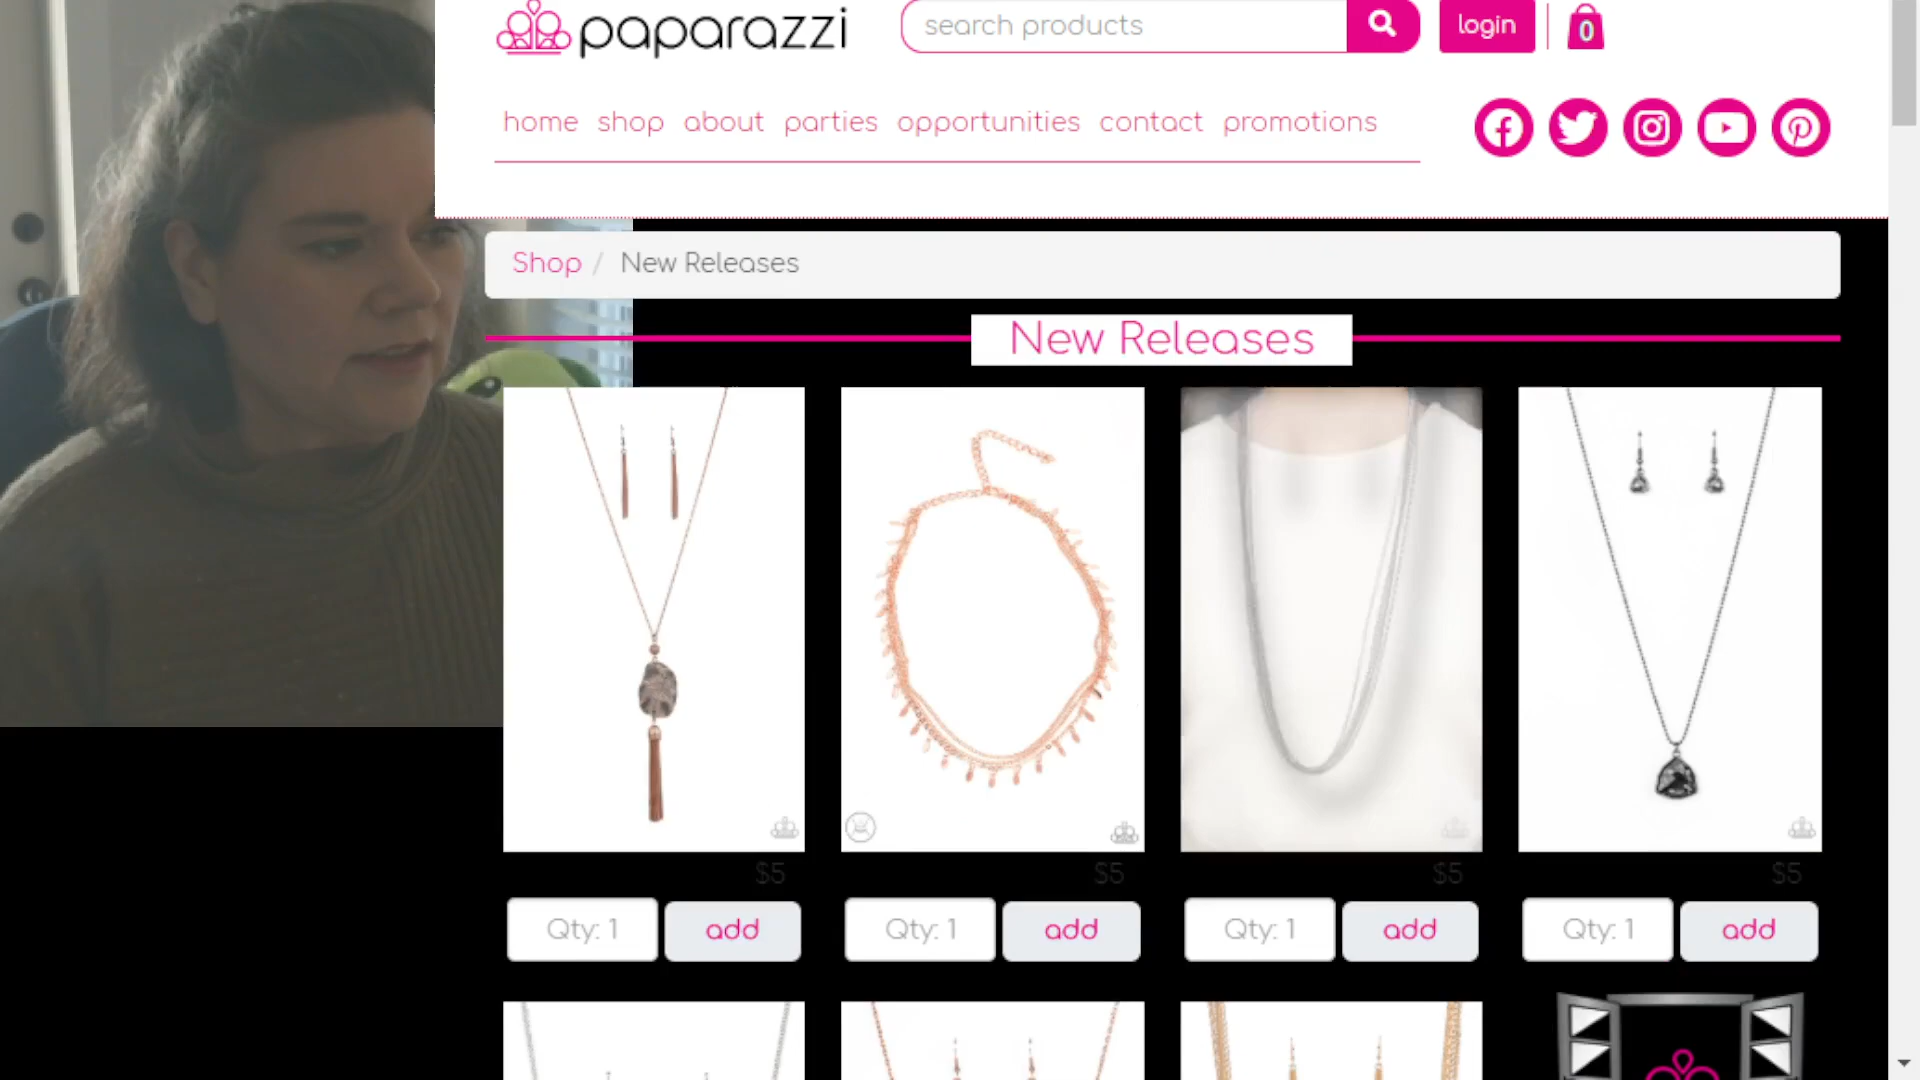 paparazzi
search products
login
0
home shop about parties opportunities contact promotions
Shop / New Releases
New Releases
$5 $5 $5 $5
Qty: 1 add Qty: 1 add Qty: 1 add Qty: 1 add